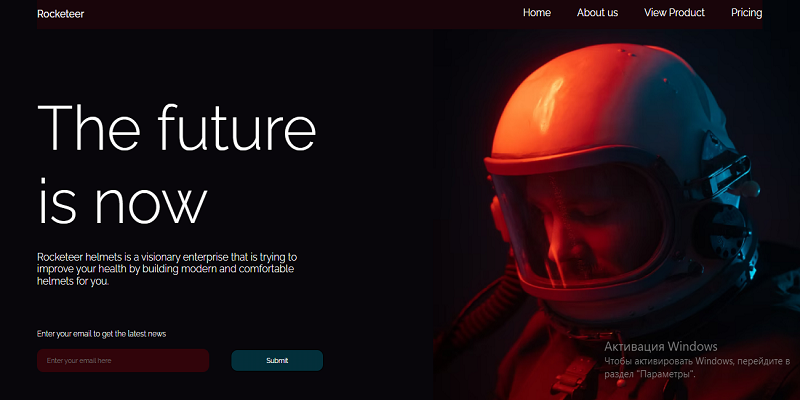 Rocketeer
Home About us View Product Pricing
The future
is now
Rocketeer helmets is a visionary enterprise that is trying to
improve your health by building modern and comfortable
helmets for you.
Enter your email to get the latest news
Enter your email here
Submit
Активация Windows
Чтобы активировать Windows, перейдите в
раздел "Параметры".